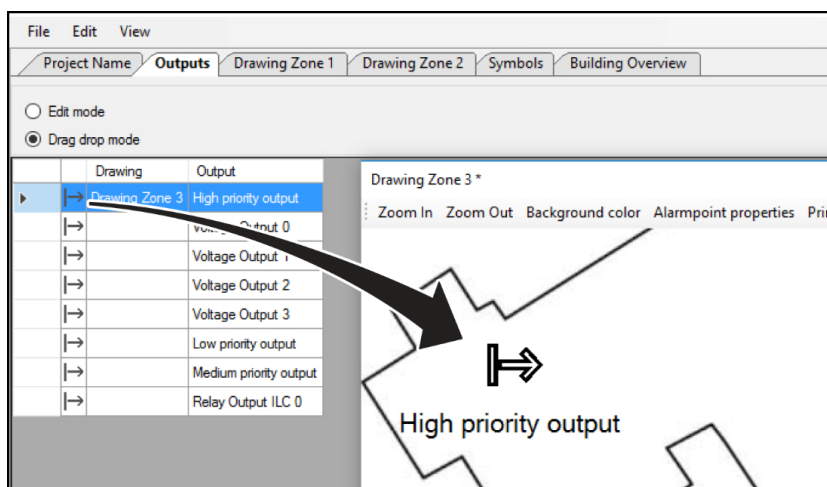 File Edit View
Project Name Outputs Drawing Zone 1 Drawing Zone 2 Symbols Building Overview
Edit mode
Drag drop mode
Drawing Output
Drawing Zone 3 High priority output
Voltage Output 0
Voltage Output 1
Voltage Output 2
Voltage Output 3
Low priority output
Medium priority output
Relay Output ILC 0
Drawing Zone 3 *
Zoom In Zoom Out Background color Alarmpoint properties
High priority output